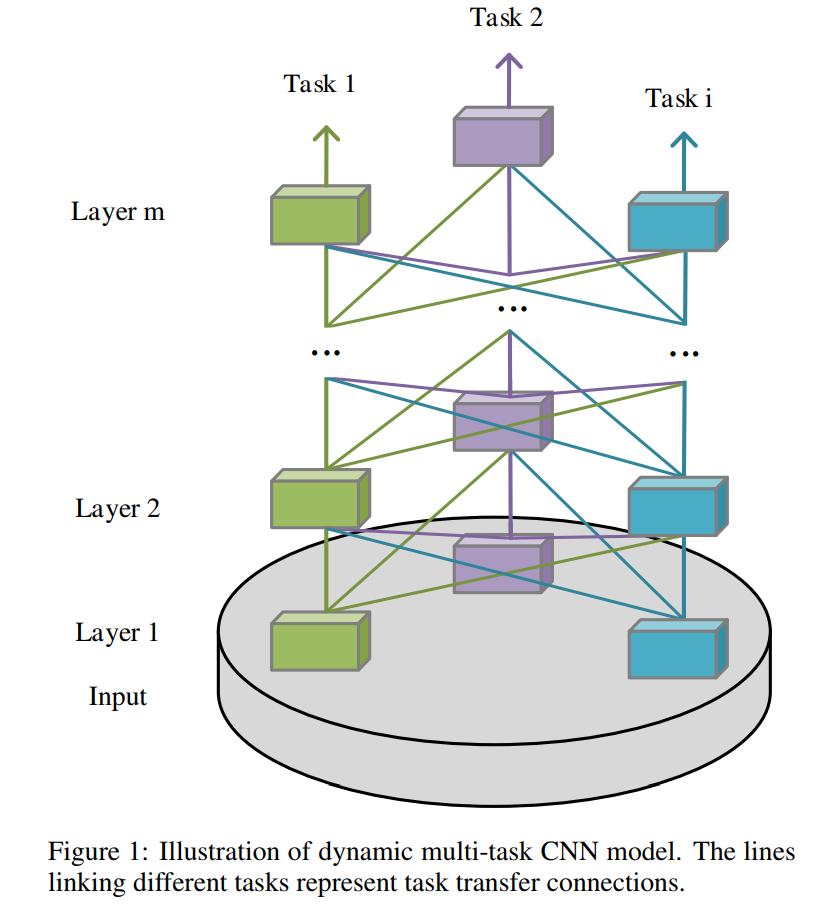 Task 2
Task 1
Task i
Layer m
...
... ...
Layer 2
Layer 1
Input
Figure 1: Illustration of dynamic multi-task CNN model. The lines
linking different tasks represent task transfer connections.